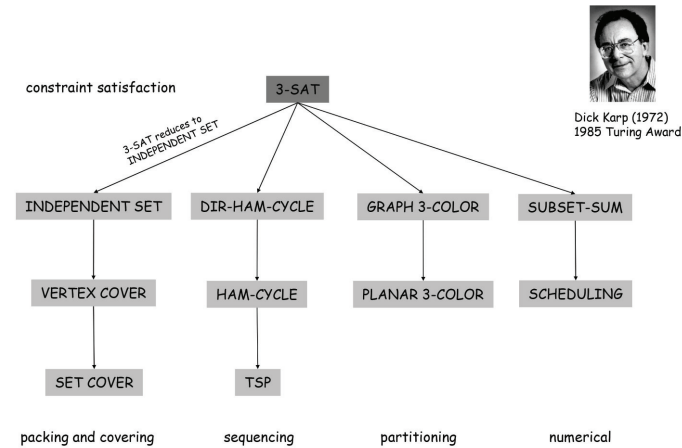 constraint satisfaction
3-SAT
Dick Karp (1972)
1985 Turing Award
3-SAT reduces to
INDEPENDENT SET
INDEPENDENT SET
DIR-HAM-CYCLE
GRAPH 3-COLOR
SUBSET-SUM
VERTEX COVER
HAM-CYCLE
PLANAR 3-COLOR
SCHEDULING
SET COVER
TSP
packing and covering
sequencing
partitioning
numerical